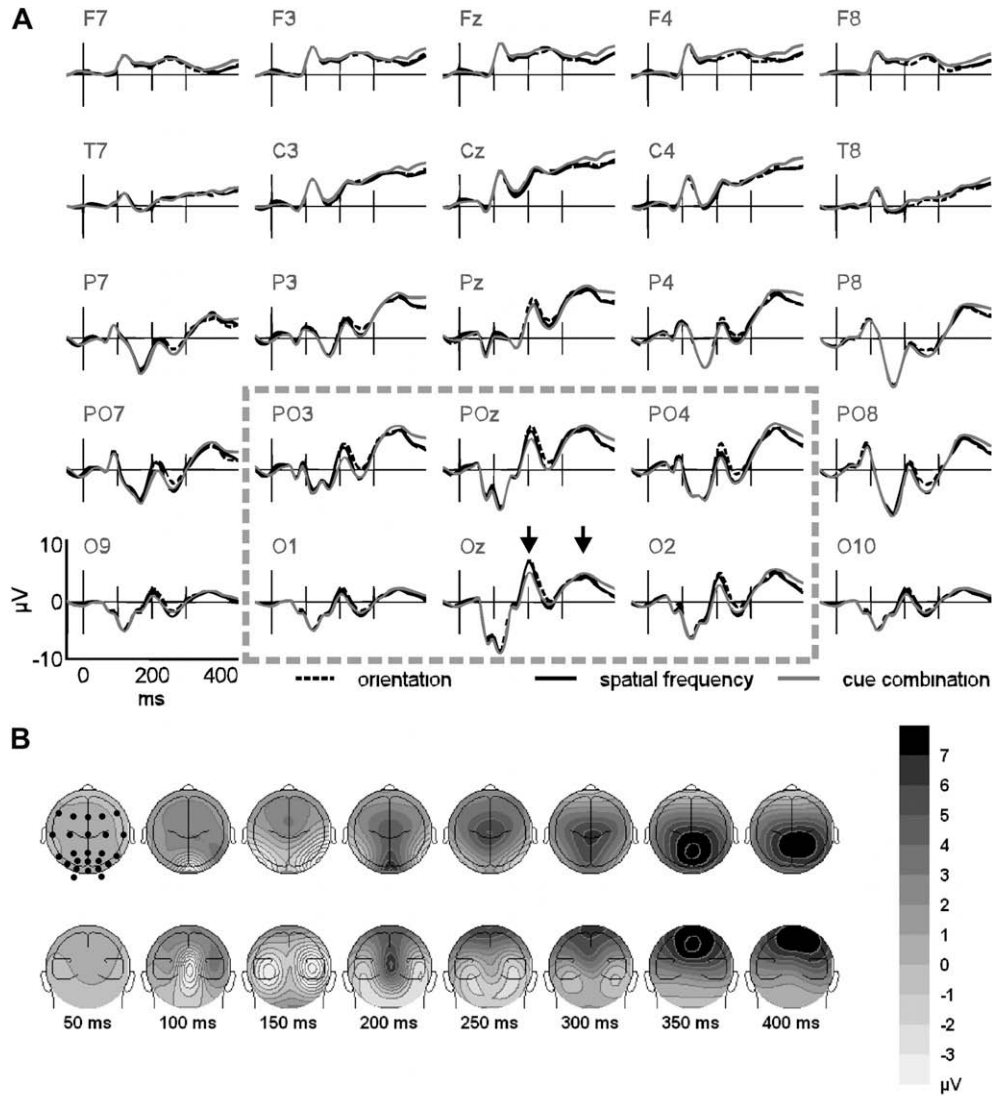 A
F7 F3 Fz F4 F8
T7 C3 Cz C4 T8
P7 P3 Pz P4 P8
PO7 PO3 POz PO4 PO8
10
O9 O1 Oz O2 O10
µV
0
-10
0 200 400
ms
orientation spatial frequency cue combination
B
7
6
5
4
3
2
1
0
-1
-2
-3
µV
50 ms 100 ms 150 ms 200 ms 250 ms 300 ms 350 ms 400 ms